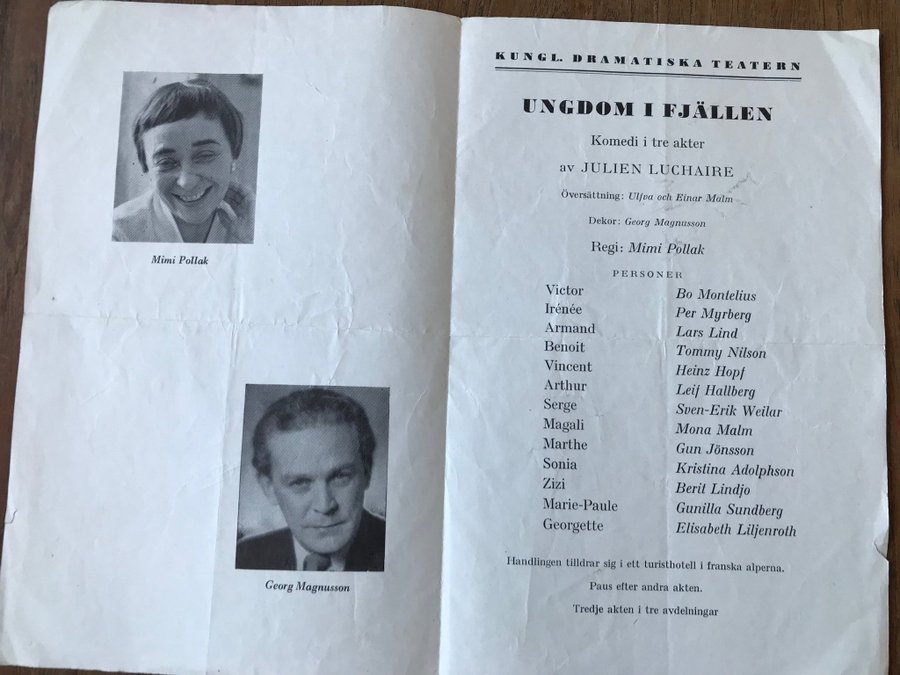 Mimi Pollak
Georg Magnusson
KUNGL. DRAMATISKA TEATERN
UNGDOM I FJÄLLEN
Komedi i tre akter
av JULIEN LUCHAIRE
Översättning: Ulfva och Einar Malm
Dekor: Georg Magnusson
Regi: Mimi Pollak
PERSONER
Victor Bo Montelius
Irénée Per Myrberg
Armand Lars Lind
Benoit Tommy Nilson
Vincent Heinz Hopf
Arthur Leif Hallberg
Serge Sven-Erik Weilar
Magali Mona Malm
Marthe Gun Jönsson
Sonia Kristina Adolphson
Zizi Berit Lindjo
Marie-Paule Gunilla Sundberg
Georgette Elisabeth Liljenroth
Handlingen tilldrar sig i ett turisthotell i franska alperna.
Paus efter andra akten.
Tredje akten i tre avdelningar